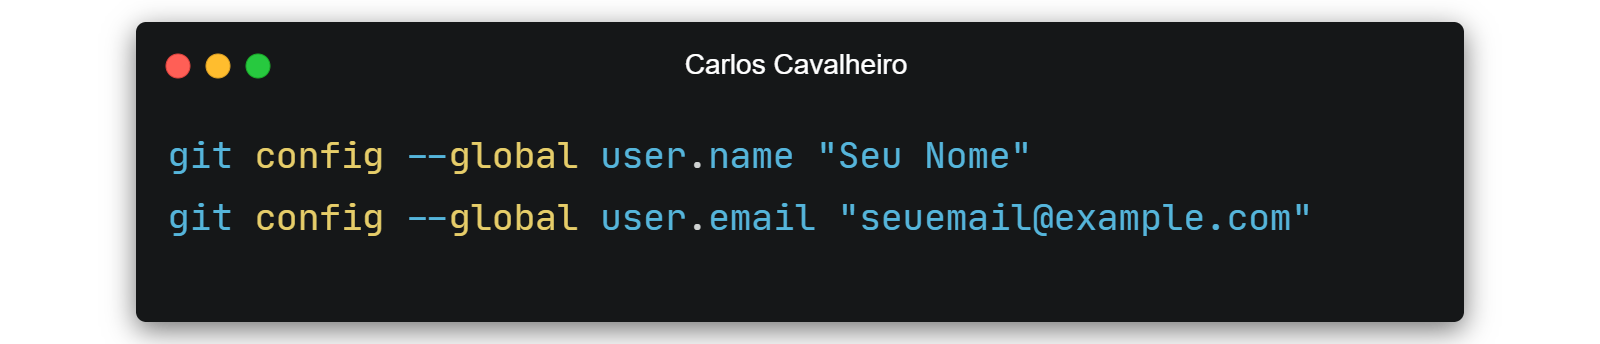 Carlos Cavalheiro
git config --global user.name "Seu Nome"
git config --global user.email "seuemail@example.com"